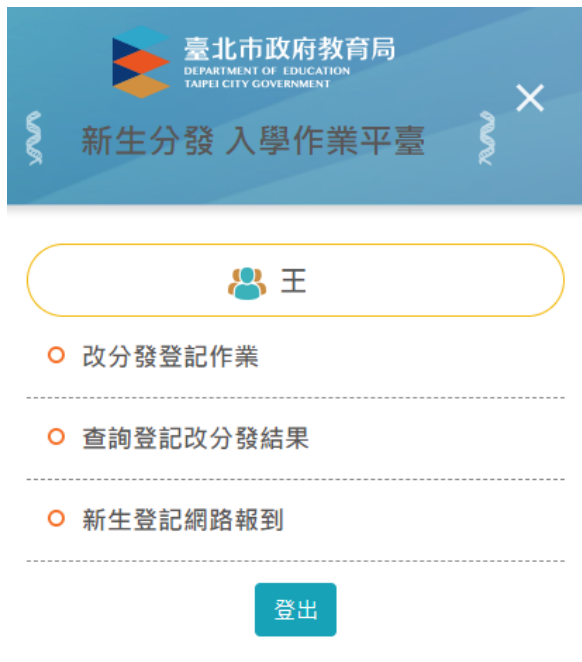 臺北市政府教育局
DEPARTMENT OF EDUCATION
TAIPEI CITY GOVERNMENT
新生分發 入學作業平臺
王
改分發登記作業
查詢登記改分發結果
新生登記網路報到
登出